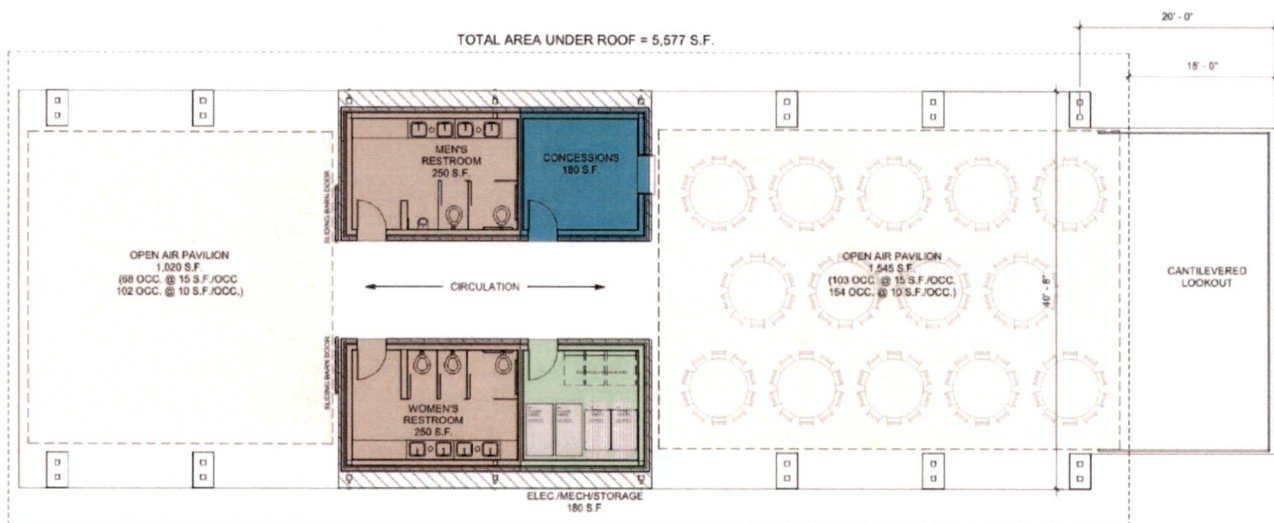 20' - 0"
TOTAL AREA UNDER ROOF = 5,577 S.F.
15' - 0"
MEN'S
RESTROOM
250 S.F.
CONCESSIONS
180 S.F.
SLIDING BARN DOOR
OPEN AIR PAVILION
1,020 S.F.
(68 OCC. @ 15 S.F./OCC.
102 OCC. @ 10 S.F./OCC.)
CIRCULATION
OPEN AIR PAVILION
1,545 S.F.
(103 OCC. @ 15 S.F./OCC.
154 OCC. @ 10 S.F./OCC.)
40' - 8"
CANTILEVERED
LOOKOUT
SLIDING BARN DOOR
WOMEN'S
RESTROOM
250 S.F.
ELEC./MECH/STORAGE
180 S.F.